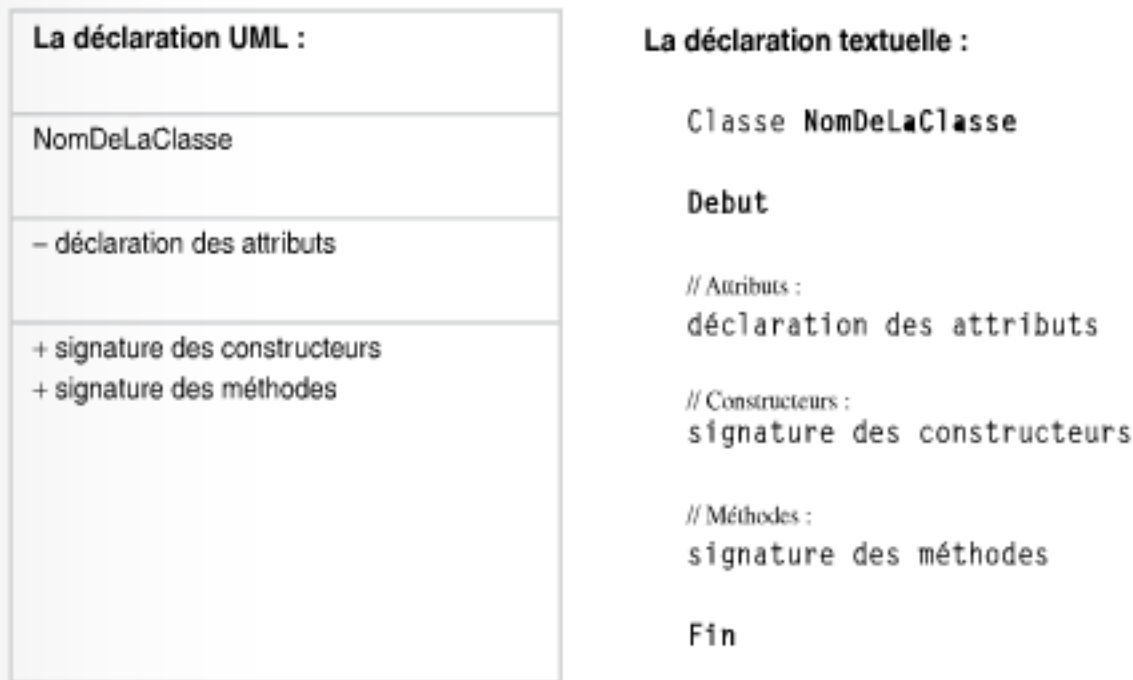 La déclaration UML :
NomDeLaClasse
– déclaration des attributs
+ signature des constructeurs
+ signature des méthodes
La déclaration textuelle :
Classe NomDeLaClasse
Debut
// Attributs :
déclaration des attributs
// Constructeurs :
signature des constructeurs
// Méthodes :
signature des méthodes
Fin